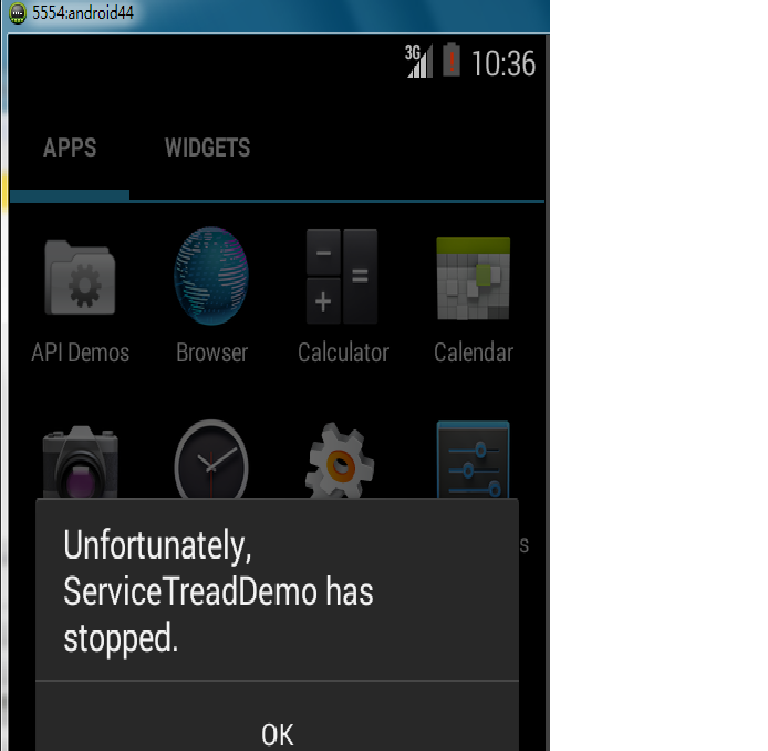 5554:android44
3G 10:36
APPS WIDGETS
API Demos Browser Calculator Calendar
s
Unfortunately,
ServiceTreadDemo has
stopped.
OK